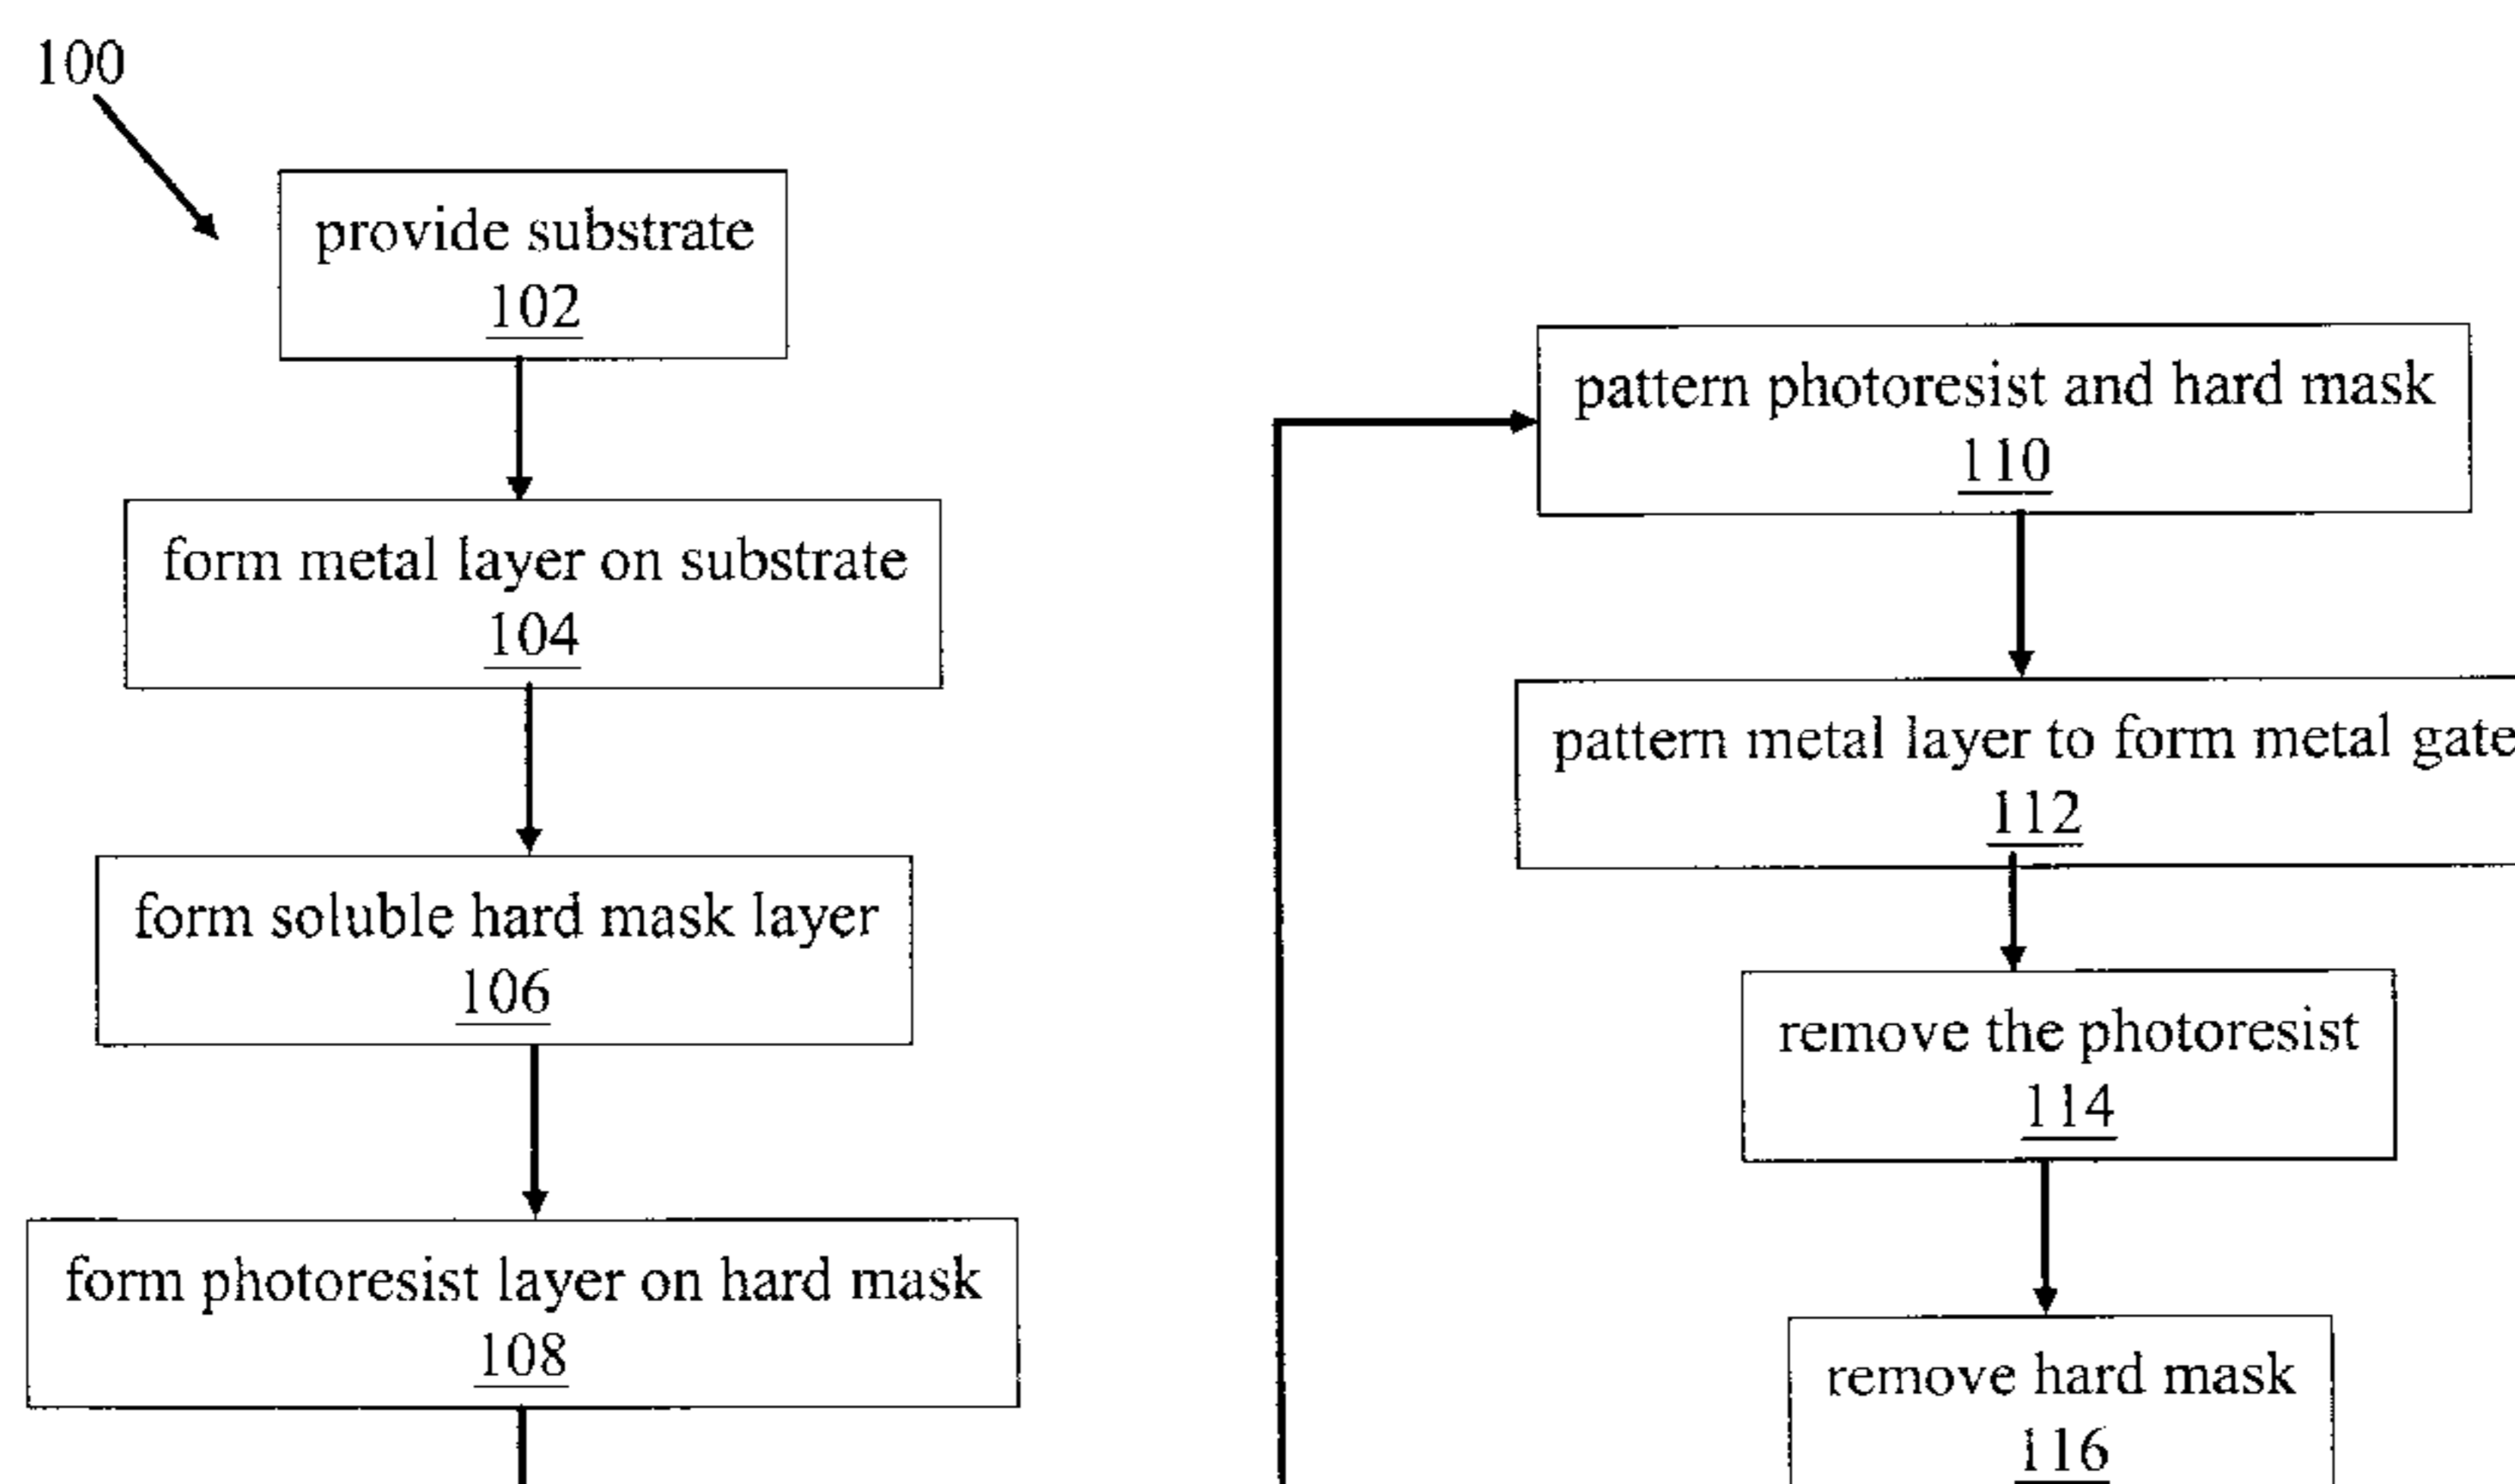 100
provide substrate
102
form metal layer on substrate
104
form soluble hard mask layer
106
form photoresist layer on hard mask
108
pattern photoresist and hard mask
110
pattern metal layer to form metal gate
112
remove the photoresist
114
remove hard mask
116